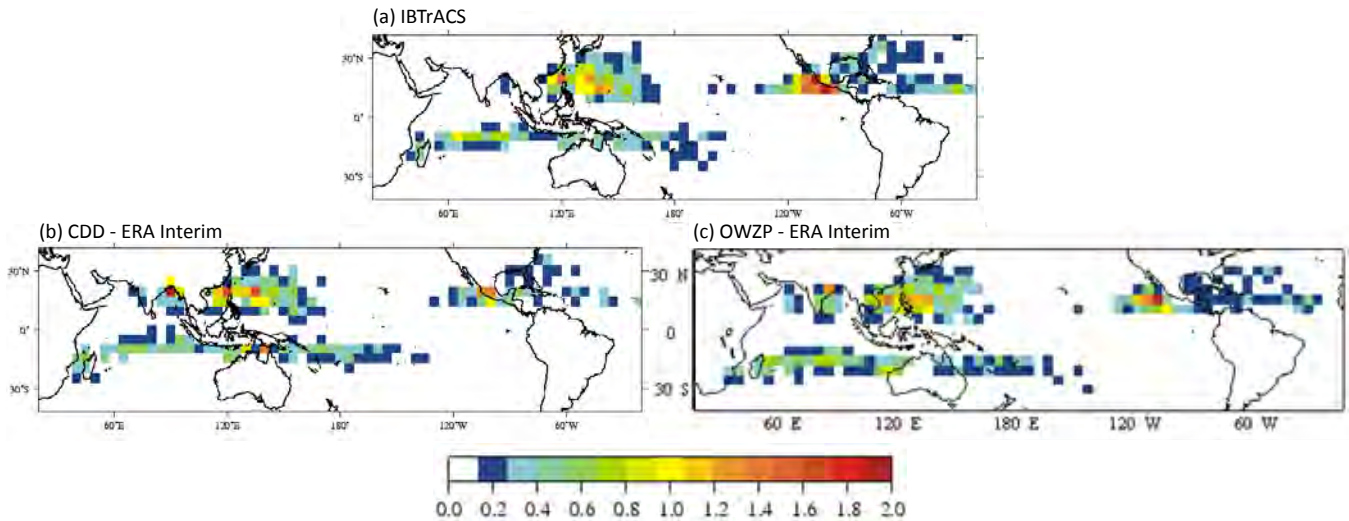 (a) IBTrACS
30°N
0°
30°S
60°E 120°E 180° 120°W 60°W
(b) CDD - ERA Interim
30°N
0°
30°S
60°E 120°E 180° 120°W 60°W
(c) OWZP - ERA Interim
30 N
0
30 S
60 E 120 E 180 E 120 W 60 W
0.0 0.2 0.4 0.6 0.8 1.0 1.2 1.4 1.6 1.8 2.0